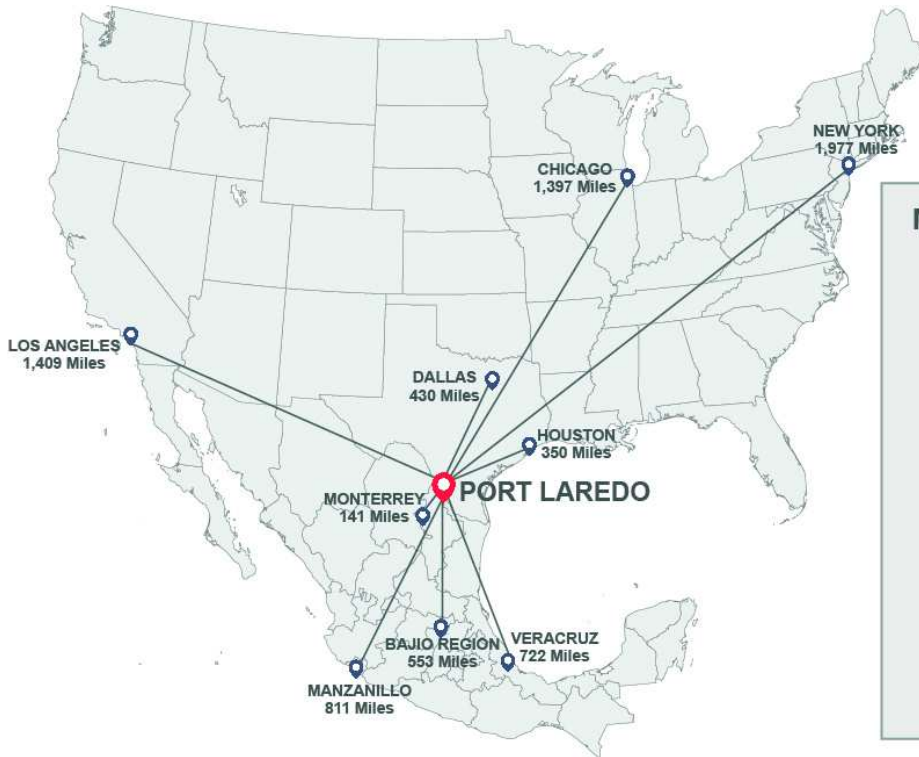 NEW YORK
1,977 Miles
CHICAGO
1,397 Miles
LOS ANGELES
1,409 Miles
DALLAS
430 Miles
HOUSTON
350 Miles
PORT LAREDO
MONTERREY
141 Miles
BAJIO REGION
553 Miles
VERACRUZ
722 Miles
MANZANILLO
811 Miles